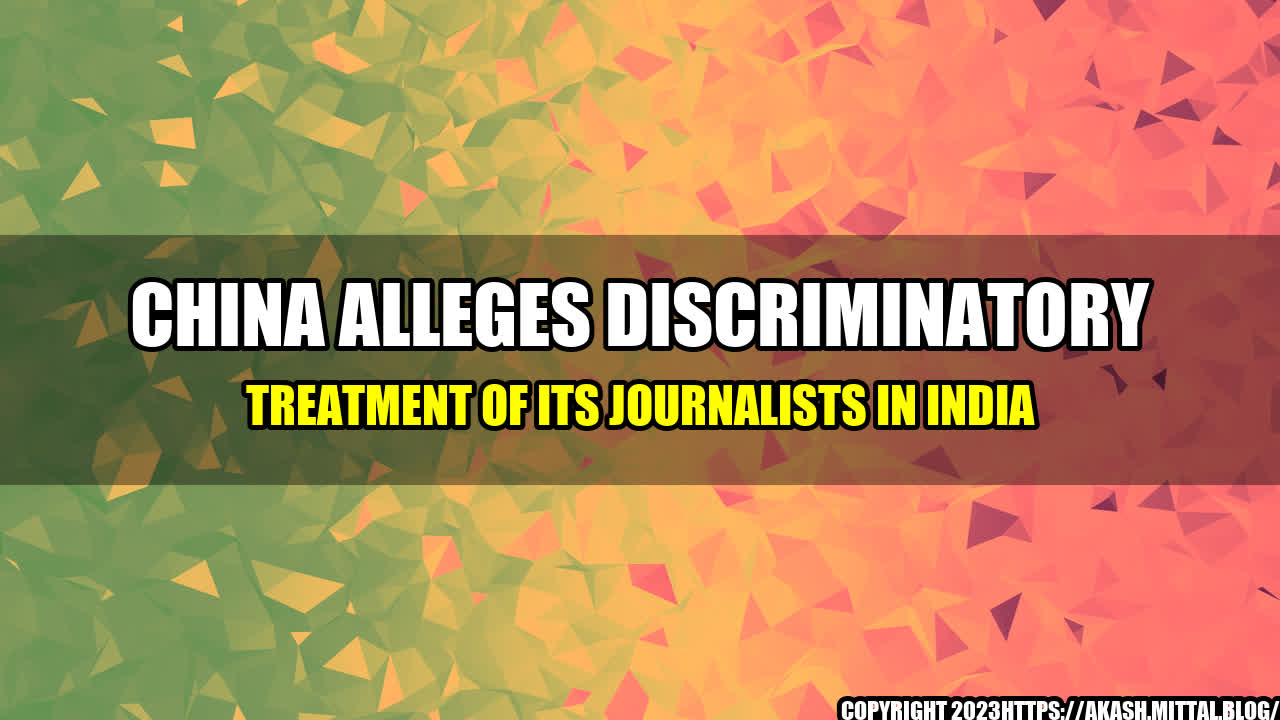 CHINA ALLEGES DISCRIMINATORY
TREATMENT OF ITS JOURNALISTS IN INDIA
COPYRIGHT 2023HTTPS://AKASH.MITTAL.BLOG/